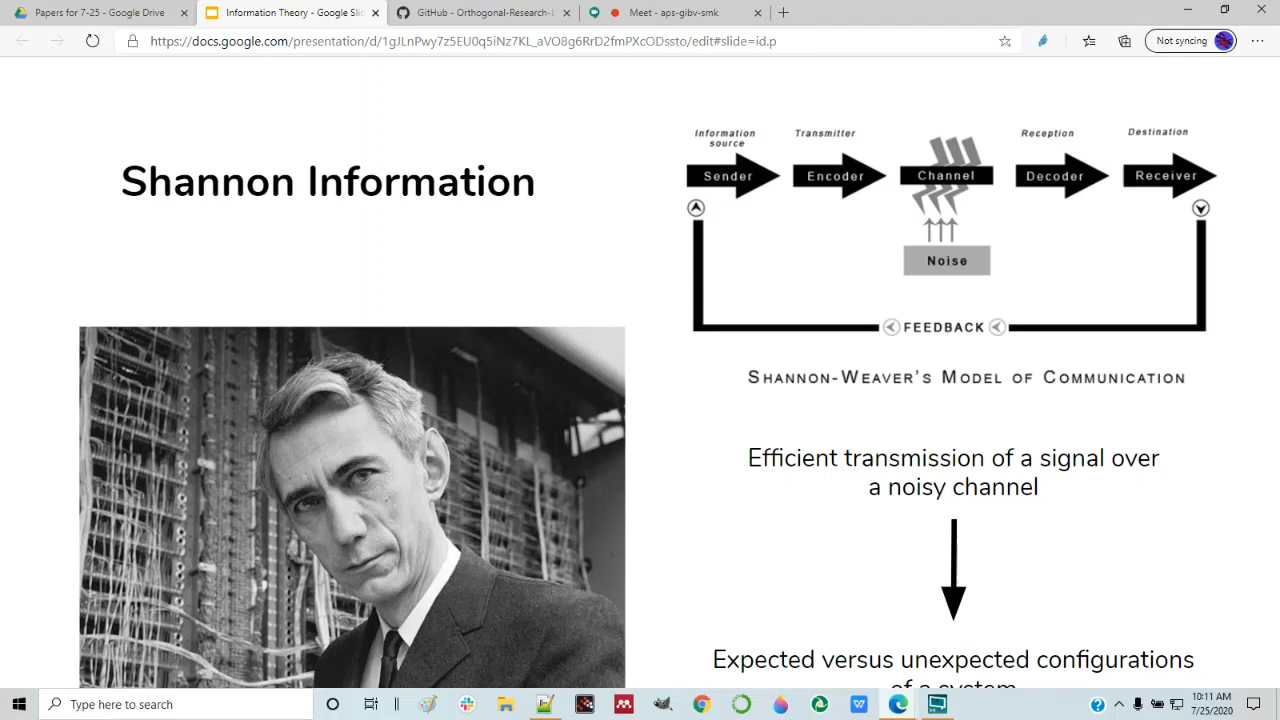 Papers for 7-25 - Google Drive
Information Theory - Google Slid
GitHub - Orthogonal-Research-L
Meet - aps-gibv-smk
https://docs.google.com/presentation/d/1gJLnPwy7z5EU0q5iNz7KL_aVO8g6RrD2fmPXcODssto/edit#slide=id.p
Not syncing
Shannon Information
Information source
Transmitter
Reception
Destination
Sender
Encoder
Channel
Decoder
Receiver
Noise
FEEDBACK
SHANNON-WEAVER'S MODEL OF COMMUNICATION
Efficient transmission of a signal over
a noisy channel
Expected versus unexpected configurations
of a system
Type here to search
10:11 AM
7/25/2020